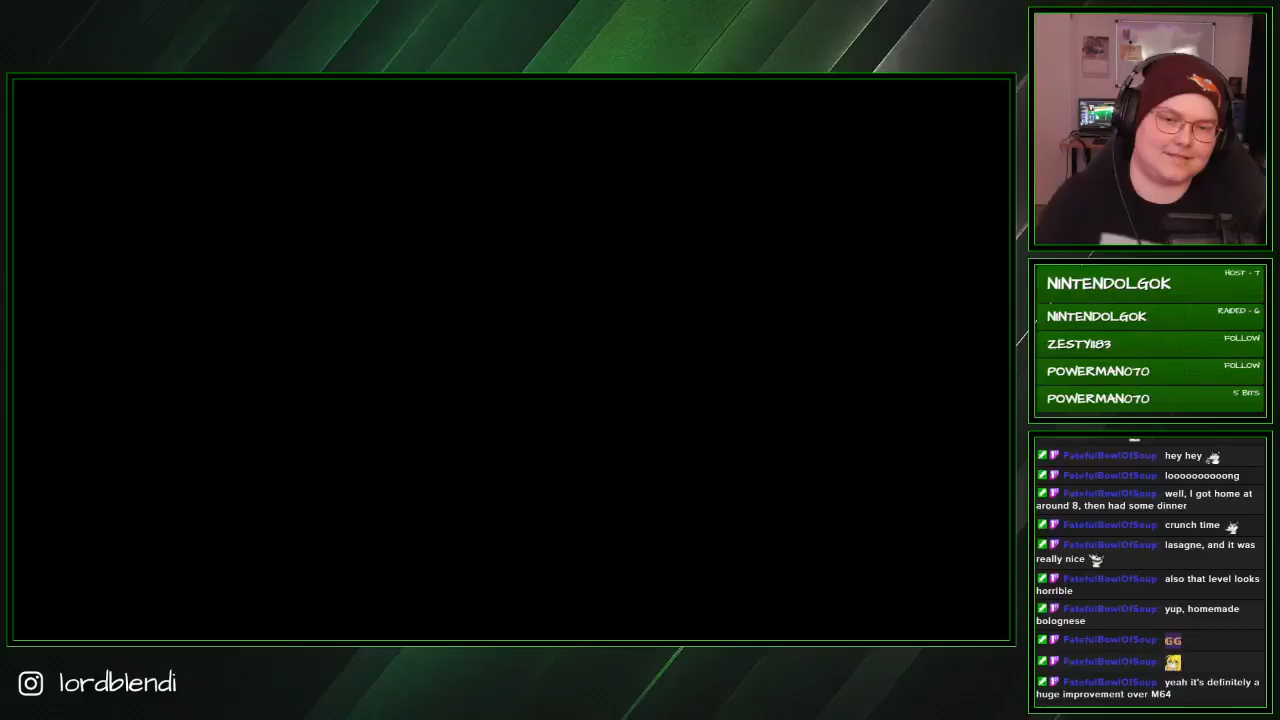 HOST - 7
NINTENDOLGOK
RAIDED - 6
NINTENDOLGOK
FOLLOW
ZESTY1183
FOLLOW
POWERMAN070
5 BITS
POWERMAN070
FatefulBowlOfSoup hey hey
FatefulBowlOfSoup loooooooooong
FatefulBowlOfSoup well, I got home at
around 8, then had some dinner
FatefulBowlOfSoup crunch time
FatefulBowlOfSoup lasagne, and it was
really nice
FatefulBowlOfSoup also that level looks
horrible
FatefulBowlOfSoup yup, homemade
bolognese
FatefulBowlOfSoup GG
FatefulBowlOfSoup
FatefulBowlOfSoup yeah it's definitely a
huge improvement over M64
lordblendi